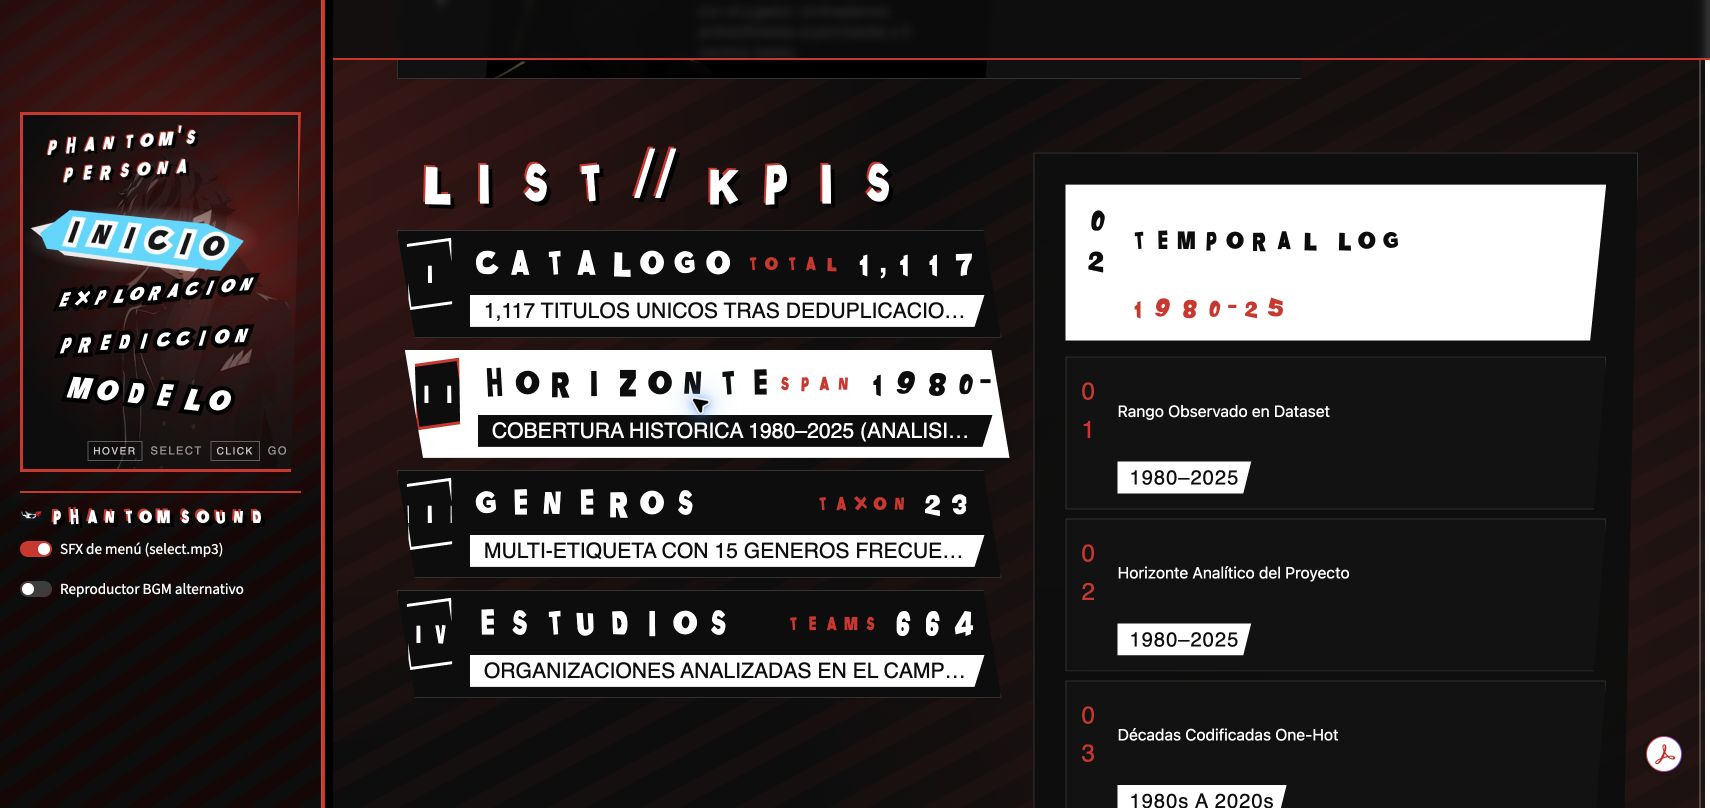 PHANTOM'S
PERSONA
INICIO
EXPLORACION
PREDICCION
MODELO
HOVER SELECT CLICK GO
PHANTOM SOUND
SFX de menú (select.mp3)
Reproductor BGM alternativo
LIST // KPIS
I CATALOGO TOTAL 1,117
1,117 TITULOS UNICOS TRAS DEDUPLICACIO...
II HORIZONTE SPAN 1980-
COBERTURA HISTORICA 1980–2025 (ANALISI...
III GENEROS TAXON 23
MULTI-ETIQUETA CON 15 GENEROS FRECUE...
IV ESTUDIOS TEAMS 664
ORGANIZACIONES ANALIZADAS EN EL CAMP...
02 TEMPORAL LOG
1980-25
01 Rango Observado en Dataset
1980–2025
02 Horizonte Analítico del Proyecto
1980–2025
03 Décadas Codificadas One-Hot
1980s A 2020s